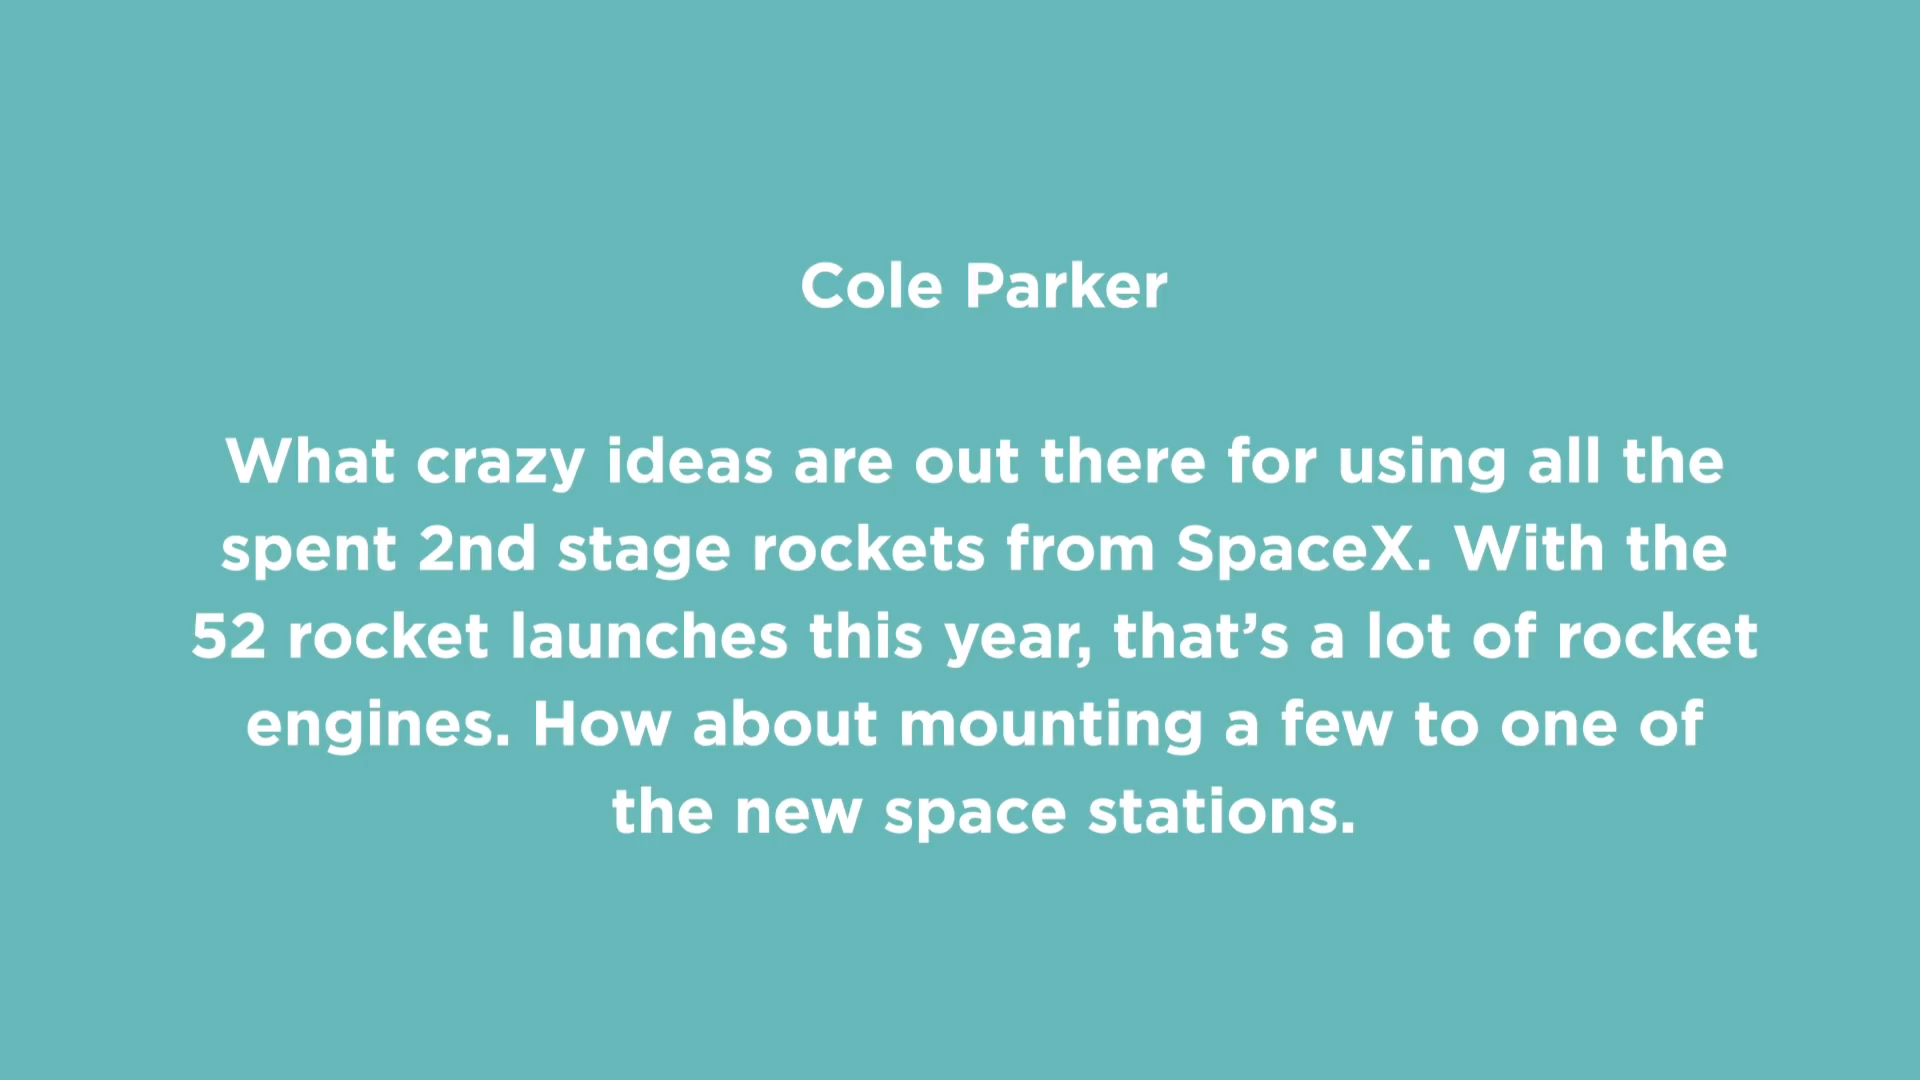 Cole Parker
What crazy ideas are out there for using all the
spent 2nd stage rockets from SpaceX. With the
52 rocket launches this year, that’s a lot of rocket
engines. How about mounting a few to one of
the new space stations.